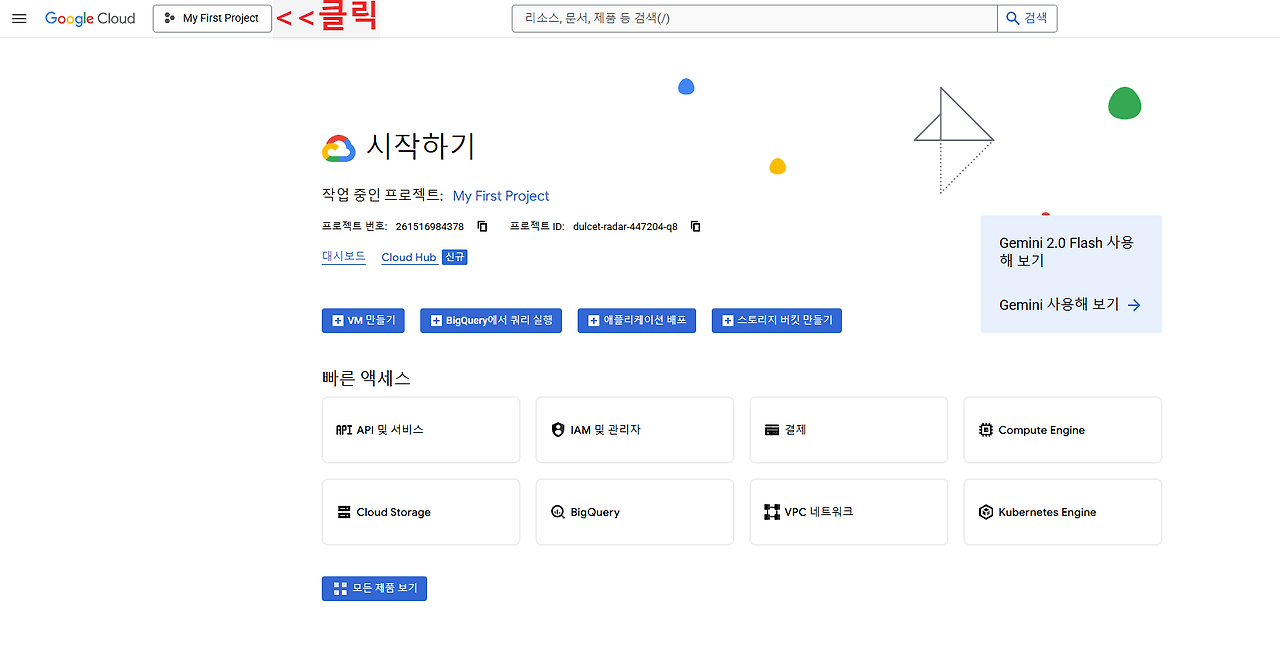 Google Cloud My First Project <<클릭 리소스, 문서, 제품 등 검색(/) 검색
시작하기
작업 중인 프로젝트: My First Project
프로젝트 번호: 261516984378 프로젝트 ID: dulcet-radar-447204-q8
대시보드 Cloud Hub 신규
Gemini 2.0 Flash 사용
해 보기
Gemini 사용해 보기
VM 만들기 BigQuery에서 쿼리 실행 애플리케이션 배포 스토리지 버킷 만들기
빠른 액세스
API API 및 서비스 IAM 및 관리자 결제 Compute Engine
Cloud Storage BigQuery VPC 네트워크 Kubernetes Engine
모든 제품 보기